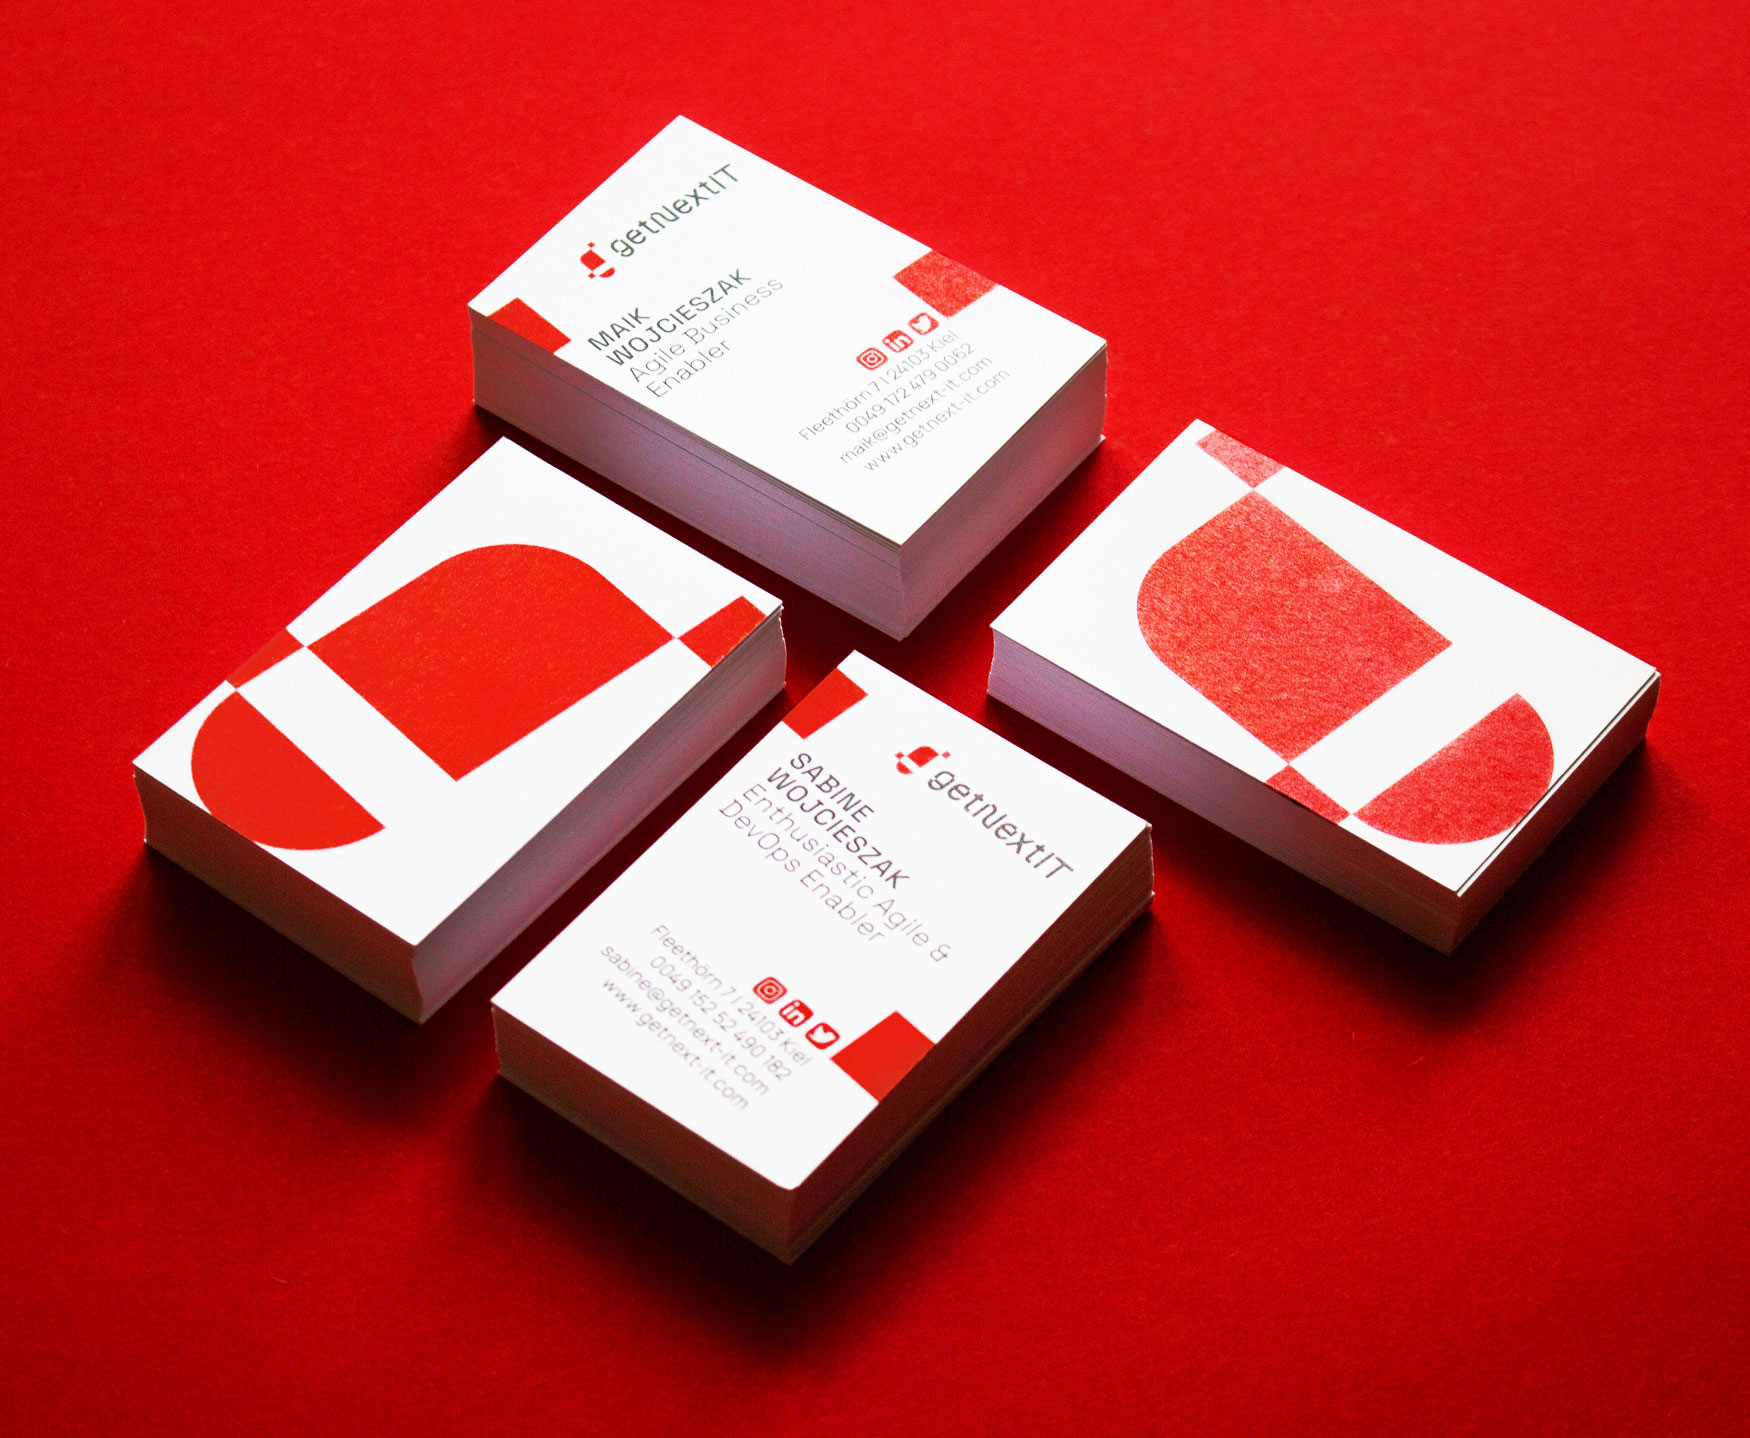 getNextIT
MAIK
WOJCIESZAK
Agile Business
Enabler
Fleethörn 7 | 24103 Kiel
0049 172 479 0062
maik@getnext-it.com
www.getnext-it.com
getNextIT
SABINE
WOJCIESZAK
Enthusiastic Agile &
DevOps Enabler
Fleethörn 7 | 24103 Kiel
0049 152 52 490 182
sabine@getnext-it.com
www.getnext-it.com